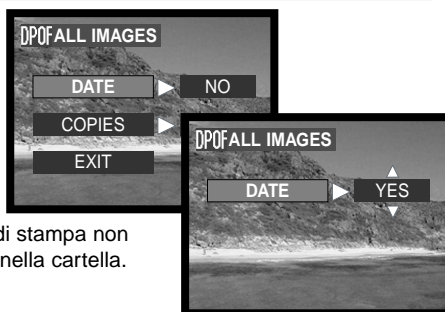 DPOF ALL IMAGES
DATE NO
COPIES
EXIT
DPOF ALL IMAGES
DATE YES
di stampa non
nella cartella.